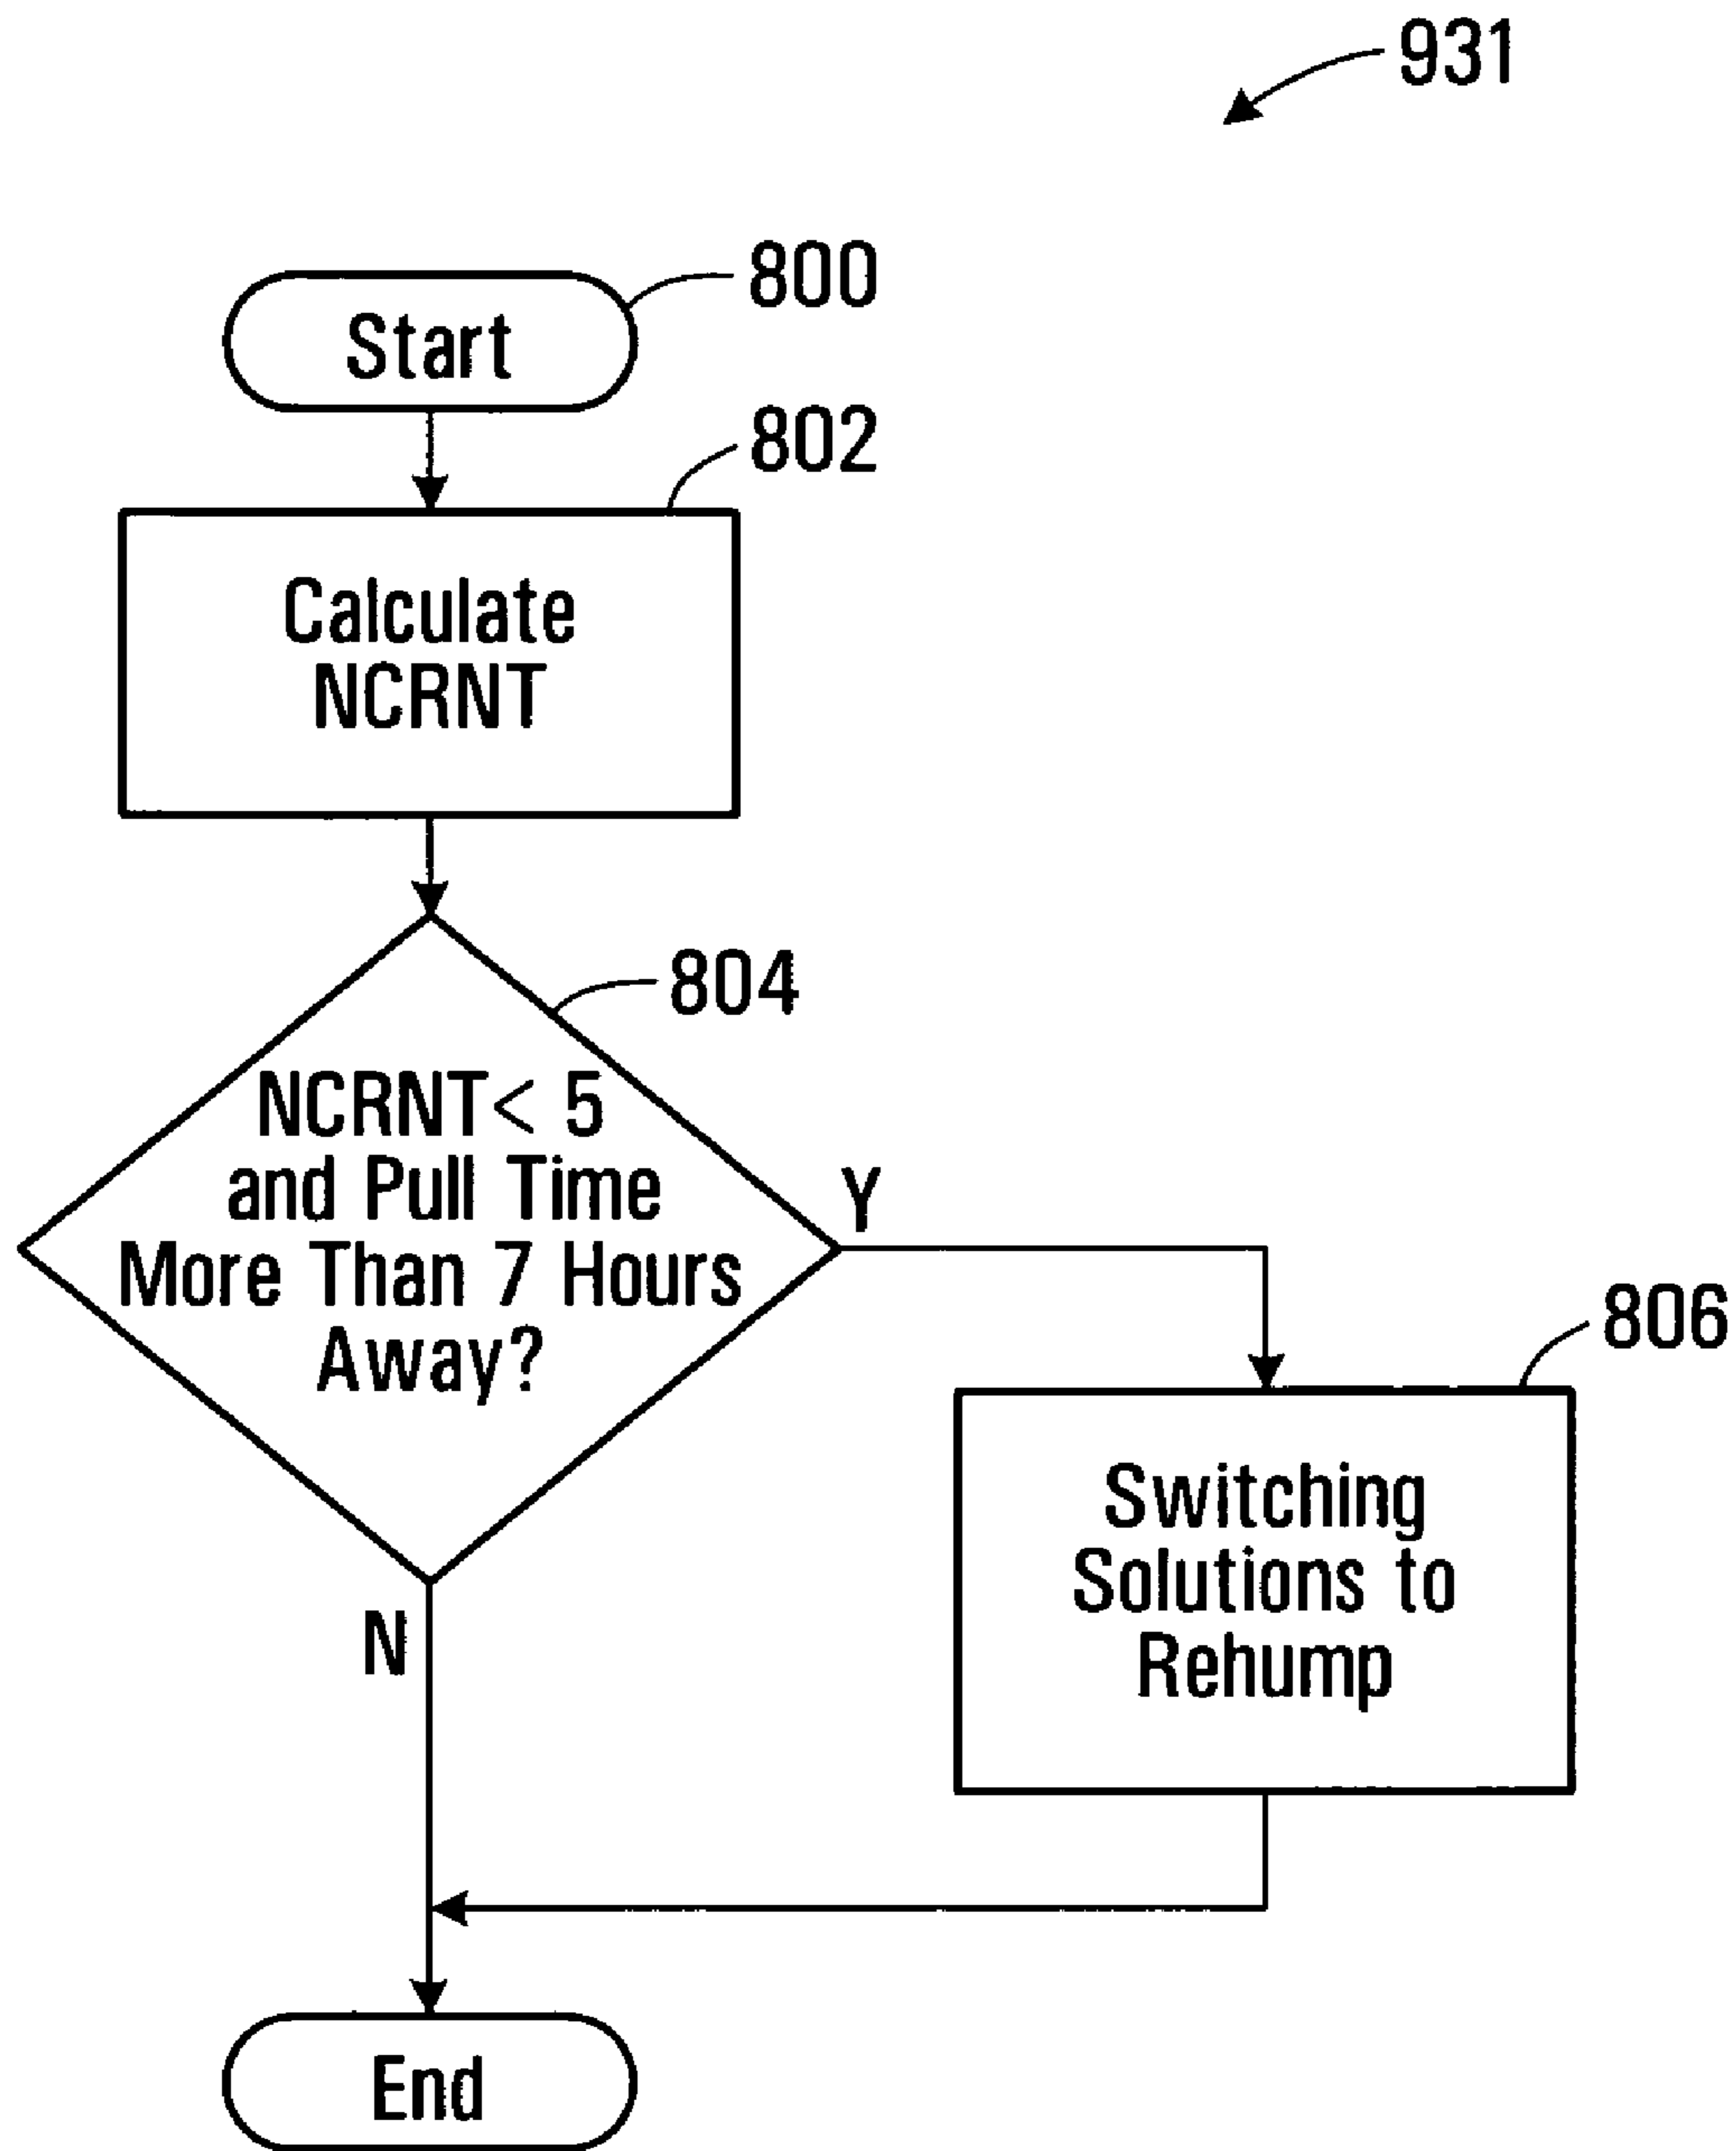 931
800
Start
802
Calculate
NCRNT
804
NCRNT< 5
and Pull Time
More Than 7 Hours
Away?
Y
806
Switching
Solutions to
Rehump
N
End